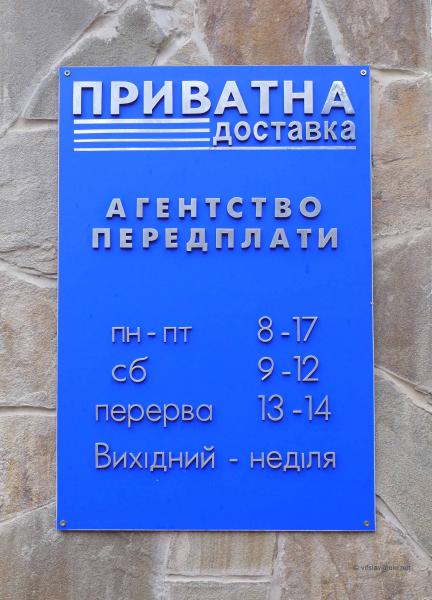 ПРИВАТНА
доставка
АГЕНТСТВО
ПЕРЕДПЛАТИ
пн - пт 8 - 17
сб 9 - 12
перерва 13 - 14
Вихідний - неділя